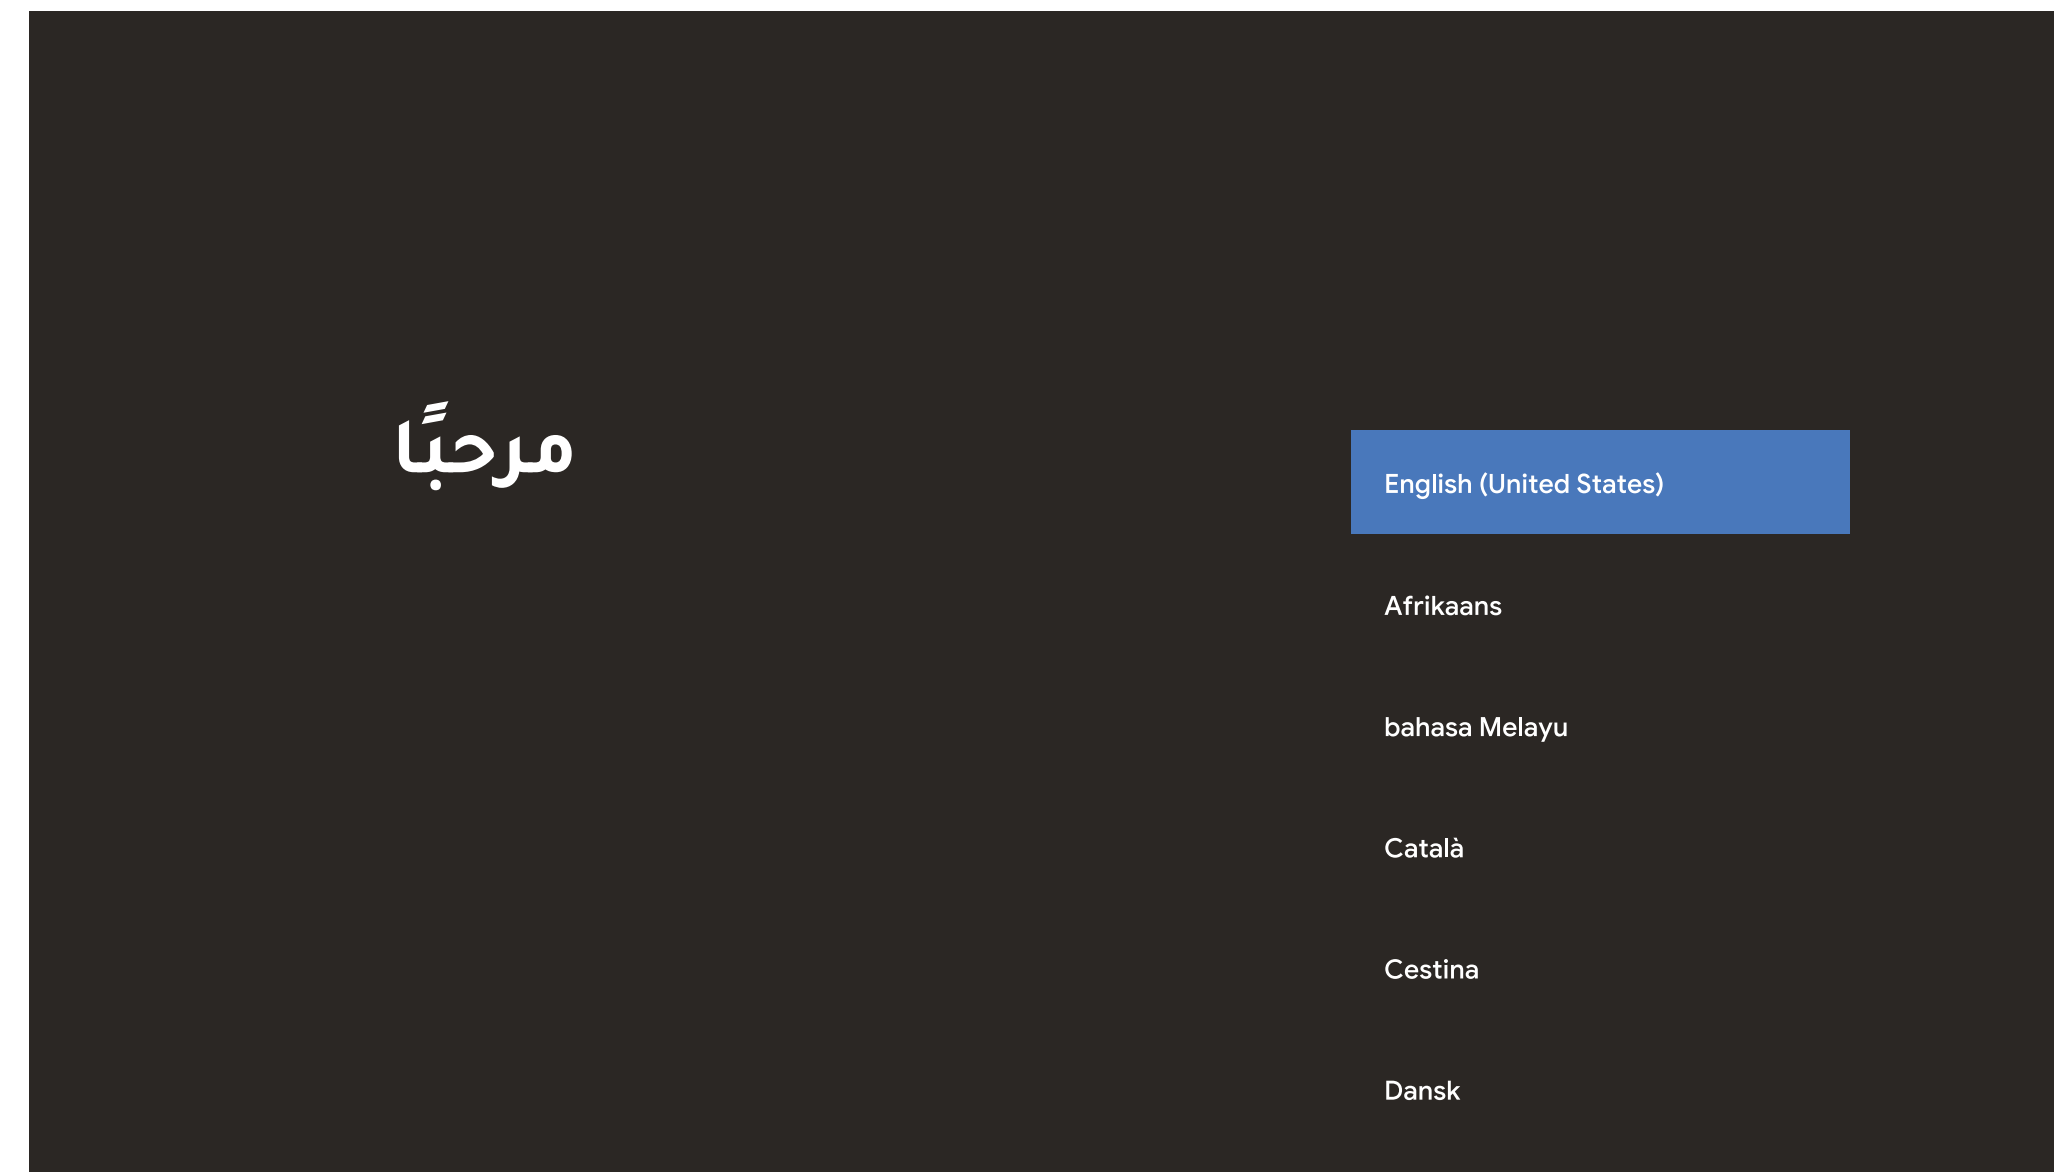 مرحبًا
English (United States)
Afrikaans
bahasa Melayu
Català
Cestina
Dansk